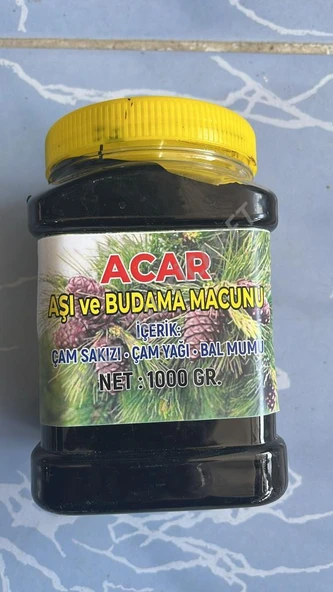 ACAR
AŞI ve BUDAMA MACUNU
İÇERİK:
ÇAM SAKIZI • ÇAM YAĞI • BAL MUMU
NET : 1000 GR.